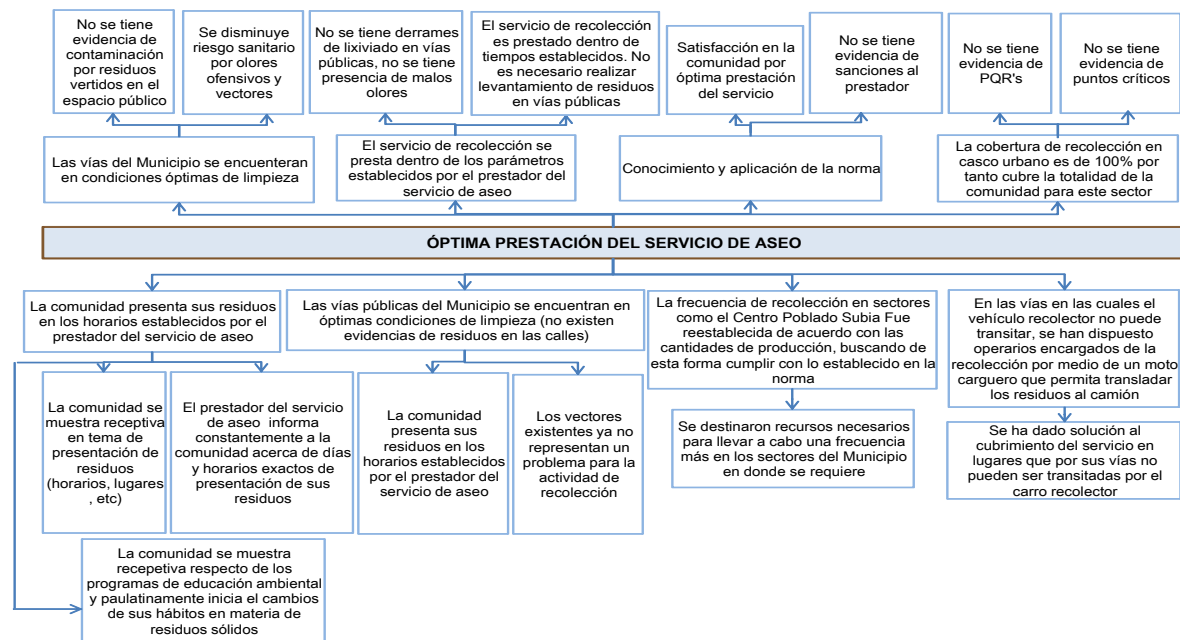 No se tiene
evidencia de
contaminación
por residuos
vertidos en el
espacio público
Se disminuye
riesgo sanitario
por olores
ofensivos y
vectores
No se tiene derrames
de lixiviado en vías
públicas, no se tiene
presencia de malos
olores
El servicio de recolección
es prestado dentro de
tiempos establecidos. No
es necesario realizar
levantamiento de residuos
en vías públicas
Satisfacción en la
comunidad por
óptima prestación
del servicio
No se tiene
evidencia de
sanciones al
prestador
No se tiene
evidencia de
PQR's
No se tiene
evidencia de
puntos críticos
Las vías del Municipio se encuenteran
en condiciones óptimas de limpieza
El servicio de recolección se
presta dentro de los parámetros
establecidos por el prestador del
servicio de aseo
Conocimiento y aplicación de la norma
La cobertura de recolección en
casco urbano es de 100% por
tanto cubre la totalidad de la
comunidad para este sector
ÓPTIMA PRESTACIÓN DEL SERVICIO DE ASEO
La comunidad presenta sus residuos
en los horarios establecidos por el
prestador del servicio de aseo
Las vías públicas del Municipio se encuentran en
óptimas condiciones de limpieza (no existen
evidencias de residuos en las calles)
La frecuencia de recolección en sectores
como el Centro Poblado Subia Fue
reestablecida de acuerdo con las
cantidades de producción, buscando de
esta forma cumplir con lo establecido en la
norma
En las vías en las cuales el
vehículo recolector no puede
transitar, se han dispuesto
operarios encargados de la
recolección por medio de un moto
carguero que permita transladar
los residuos al camión
La comunidad se
muestra receptiva
en tema de
presentación de
residuos
(horarios, lugares
, etc)
El prestador del servicio
de aseo informa
constantemente a la
comunidad acerca de días
y horarios exactos de
presentación de sus
residuos
La comunidad
presenta sus
residuos en los
horarios establecidos
por el prestador del
servicio de aseo
Los vectores
existentes ya no
representan un
problema para la
actividad de
recolección
Se destinaron recursos necesarios
para llevar a cabo una frecuencia
más en los sectores del Municipio
en donde se requiere
Se ha dado solución al
cubrimiento del servicio en
lugares que por sus vías no
pueden ser transitadas por el
carro recolector
La comunidad se muestra
recepetiva respecto de los
programas de educación ambiental
y paulatinamente inicia el cambios
de sus hábitos en materia de
residuos sólidos